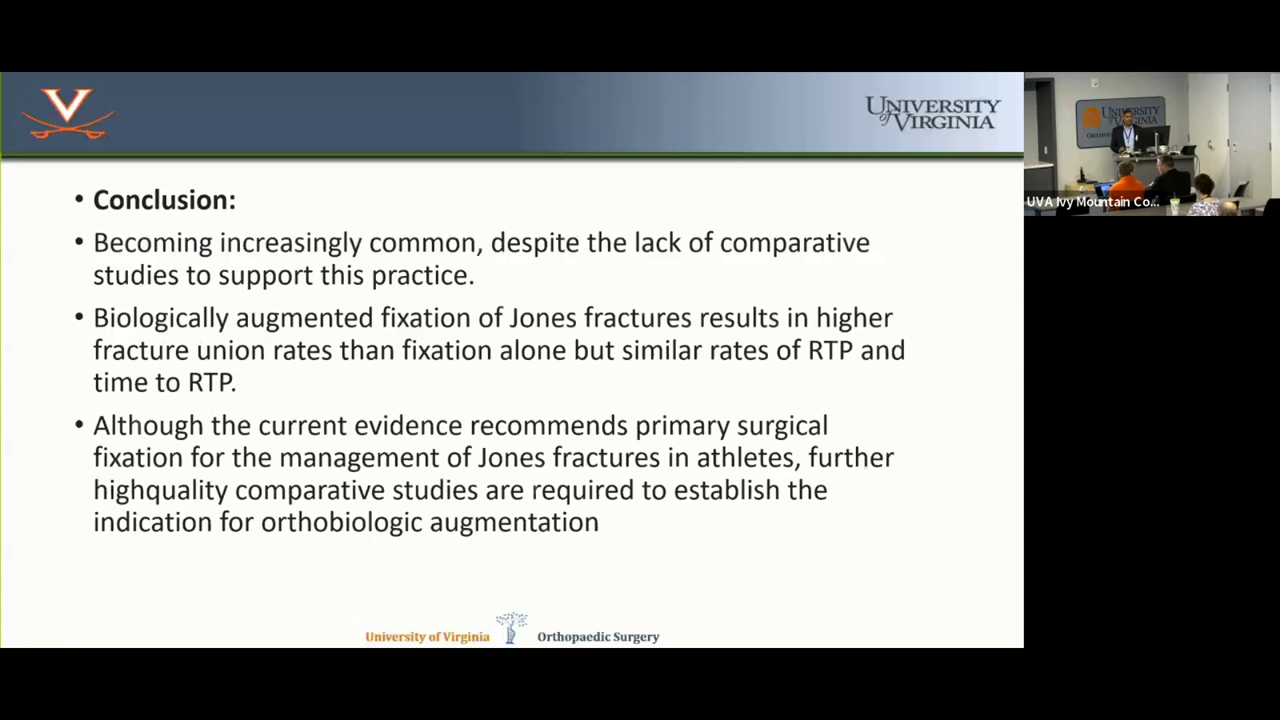 UNIVERSITY
of VIRGINIA
• Conclusion:
• Becoming increasingly common, despite the lack of comparative
studies to support this practice.
• Biologically augmented fixation of Jones fractures results in higher
fracture union rates than fixation alone but similar rates of RTP and
time to RTP.
• Although the current evidence recommends primary surgical
fixation for the management of Jones fractures in athletes, further
highquality comparative studies are required to establish the
indication for orthobiologic augmentation
University of Virginia Orthopaedic Surgery
UNIVERSITY
of VIRGINIA
UVA Ivy Mountain Co...